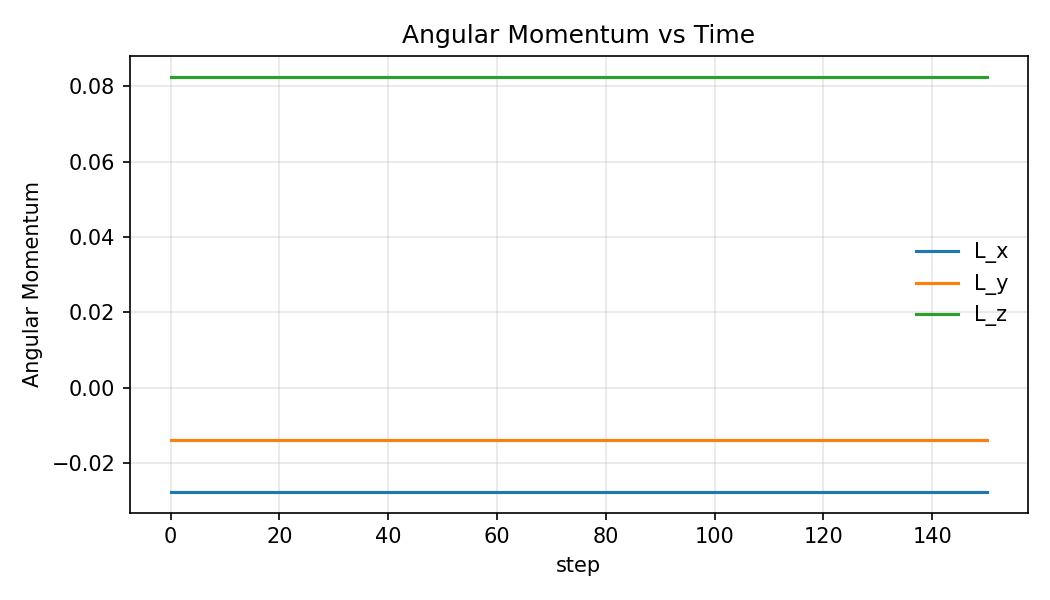 Angular Momentum vs Time
Angular Momentum
0.08
0.06
0.04
0.02
0.00
−0.02
L_x
L_y
L_z
0 20 40 60 80 100 120 140
step